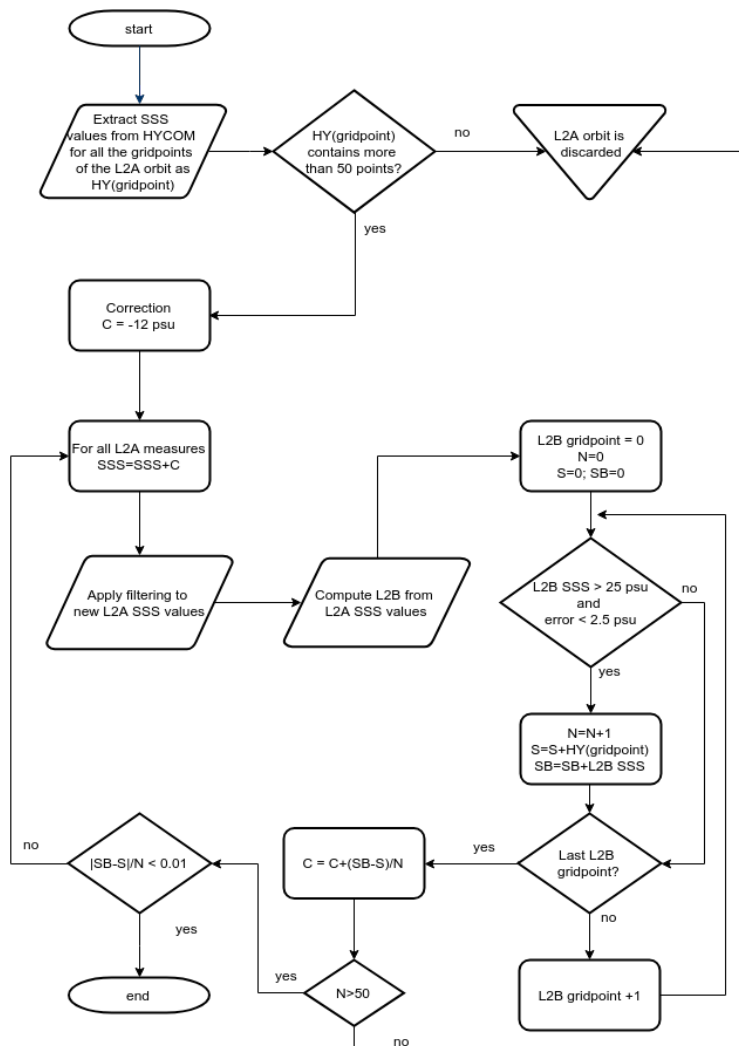 start
Extract SSS
values from HYCOM
for all the gridpoints
of the L2A orbit as
HY(gridpoint)
HY(gridpoint)
contains more
than 50 points?
no
L2A orbit is
discarded
yes
Correction
C = -12 psu
For all L2A measures
SSS=SSS+C
Apply filtering to
new L2A SSS values
Compute L2B from
L2A SSS values
L2B gridpoint = 0
N=0
S=0; SB=0
L2B SSS > 25 psu
and
error < 2.5 psu
no
yes
N=N+1
S=S+HY(gridpoint)
SB=SB+L2B SSS
Last L2B
gridpoint?
yes
no
L2B gridpoint +1
C = C+(SB-S)/N
N>50
yes
no
|SB-S|/N < 0.01
no
yes
end